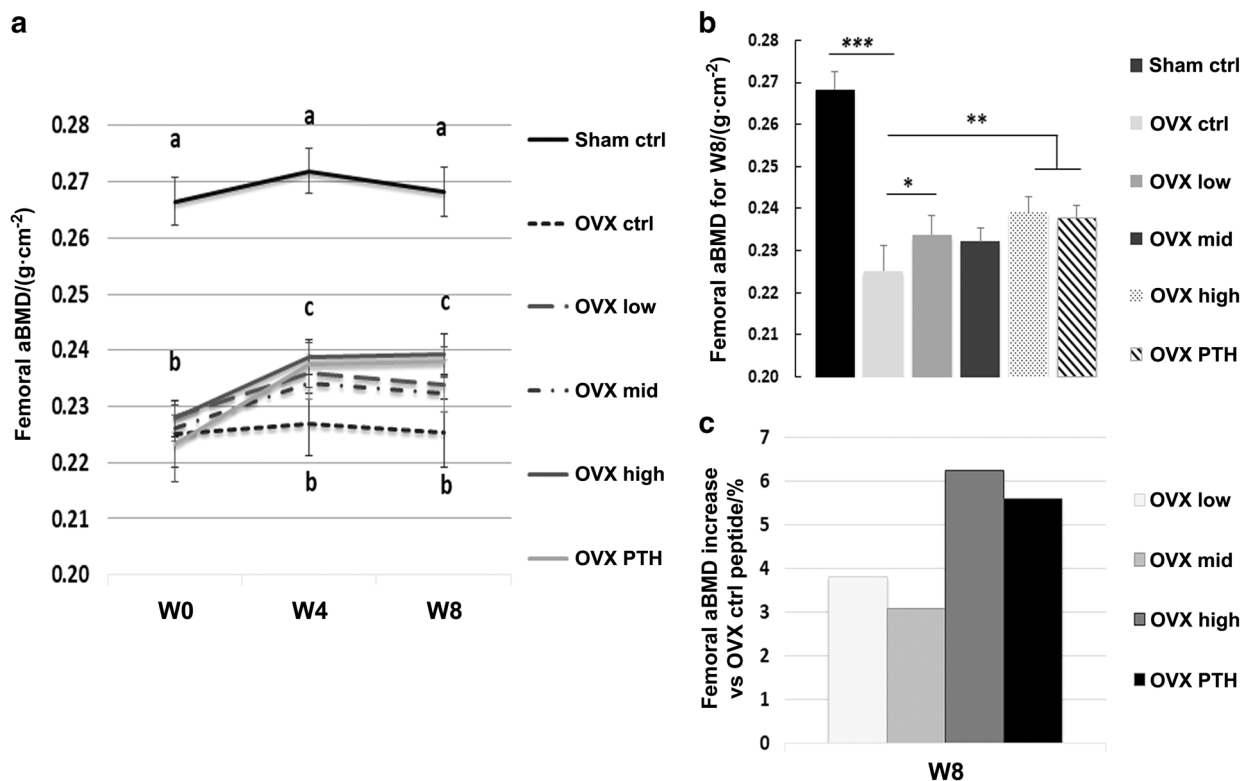 a
Femoral aBMD/(g·cm⁻²)
0.28
0.27
0.26
0.25
0.24
0.23
0.22
0.21
0.20
a
a
a
b
c
c
b
b
W0
W4
W8
Sham ctrl
OVX ctrl
OVX low
OVX mid
OVX high
OVX PTH
b
Femoral aBMD for W8/(g·cm⁻²)
0.28
0.27
0.26
0.25
0.24
0.23
0.22
0.21
0.20
***
**
*
Sham ctrl
OVX ctrl
OVX low
OVX mid
OVX high
OVX PTH
c
Femoral aBMD increase
vs OVX ctrl peptide/%
7
6
5
4
3
2
1
0
W8
OVX low
OVX mid
OVX high
OVX PTH